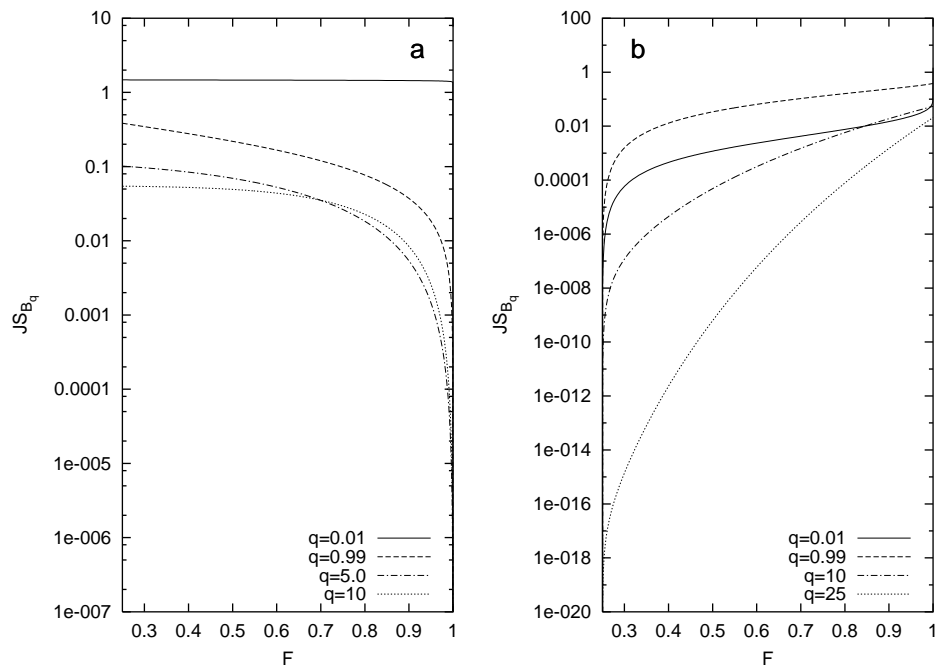 a
10
1
0.1
0.01
0.001
0.0001
1e-005
1e-006
1e-007
JS_{B_q}
q=0.01
q=0.99
q=5.0
q=10
0.3 0.4 0.5 0.6 0.7 0.8 0.9 1
F
b
100
1
0.01
0.0001
1e-006
1e-008
1e-010
1e-012
1e-014
1e-016
1e-018
1e-020
JS_{B_q}
q=0.01
q=0.99
q=10
q=25
0.3 0.4 0.5 0.6 0.7 0.8 0.9 1
F